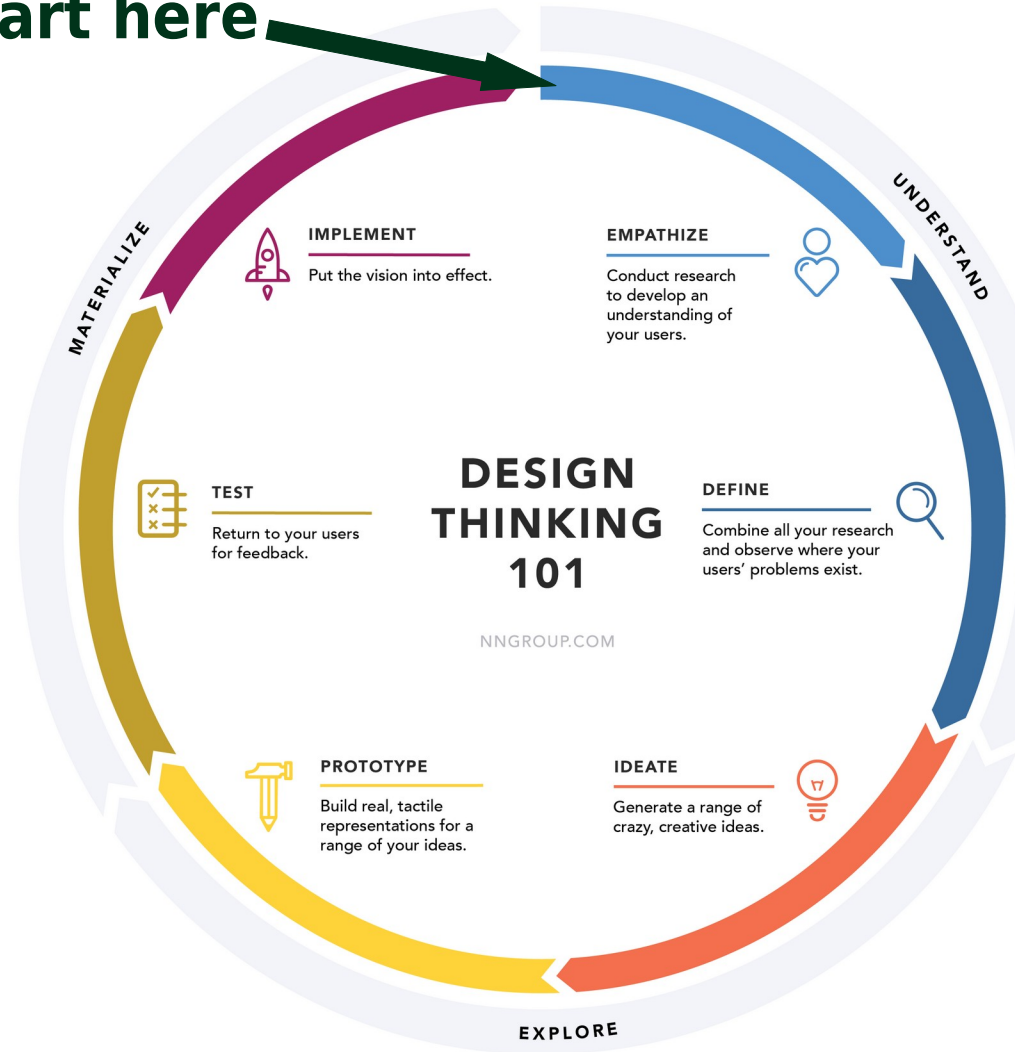 art here
UNDERSTAND
MATERIALIZE
IMPLEMENT
Put the vision into effect.
EMPATHIZE
Conduct research
to develop an
understanding of
your users.
DESIGN
THINKING
101
NNGROUP.COM
TEST
Return to your users
for feedback.
DEFINE
Combine all your research
and observe where your
users’ problems exist.
PROTOTYPE
Build real, tactile
representations for a
range of your ideas.
IDEATE
Generate a range of
crazy, creative ideas.
EXPLORE